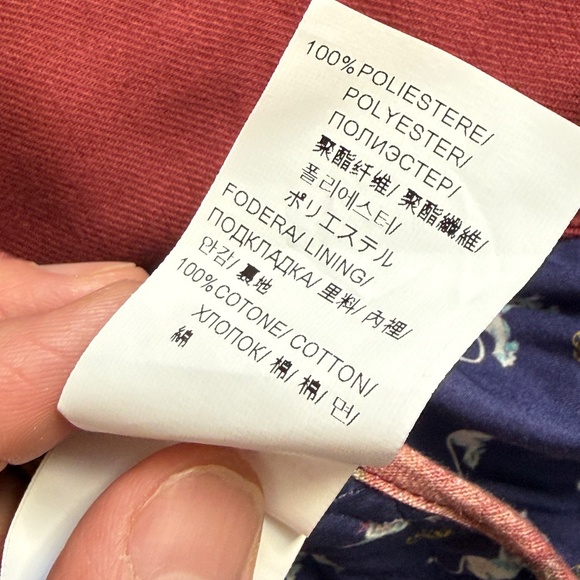 100% POLIESTERE/
POLYESTER/
ПОЛИЭСТЕР/
聚酯纤维/ 聚酯纖維/
폴리에스터/
ポリエステル
FODERA/ LINING/
ПОДКЛАДКА/ 里料/ 內裡/
안감/ 裏地
100%COTONE/ COTTON/
ХЛОПОК/ 棉/ 棉/ 면/
綿